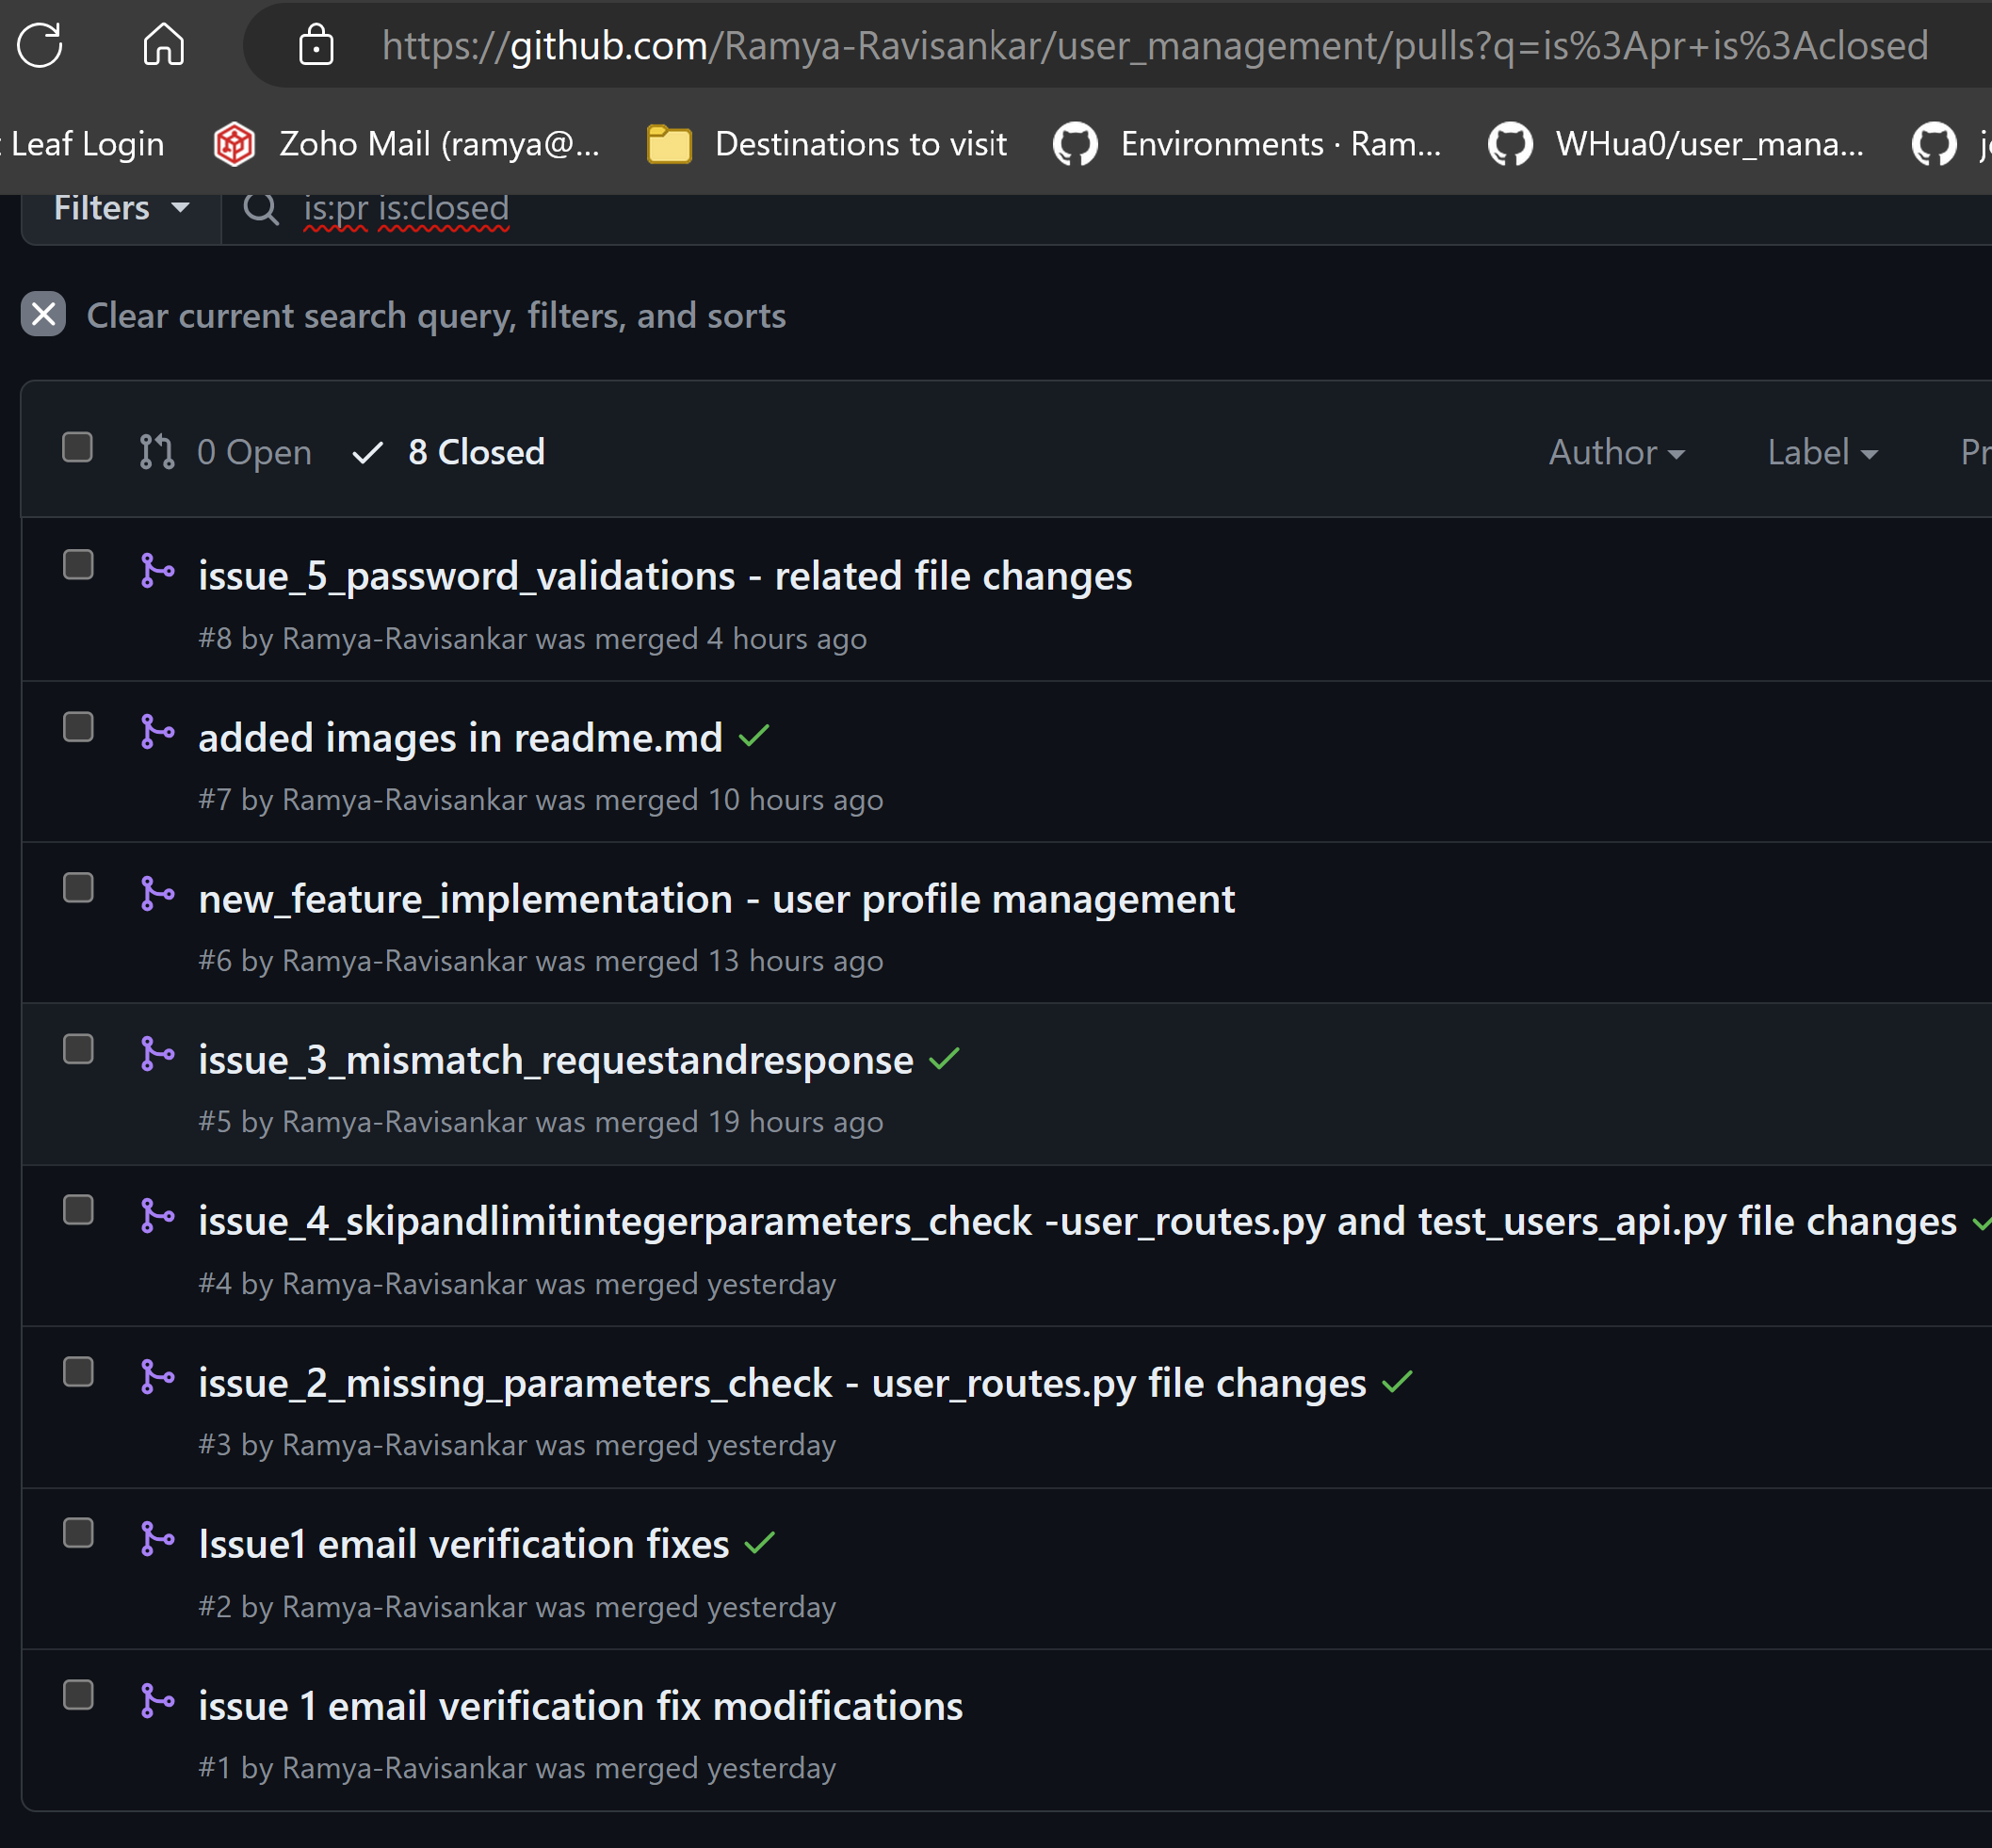 https://github.com/Ramya-Ravisankar/user_management/pulls?q=is%3Apr+is%3Aclosed
Leaf Login Zoho Mail (ramya@... Destinations to visit Environments · Ram... WHua0/user_mana...
Filters is:pr is:closed
Clear current search query, filters, and sorts
0 Open 8 Closed Author Label
issue_5_password_validations - related file changes
#8 by Ramya-Ravisankar was merged 4 hours ago
added images in readme.md
#7 by Ramya-Ravisankar was merged 10 hours ago
new_feature_implementation - user profile management
#6 by Ramya-Ravisankar was merged 13 hours ago
issue_3_mismatch_requestandresponse
#5 by Ramya-Ravisankar was merged 19 hours ago
issue_4_skipandlimitintegerparameters_check -user_routes.py and test_users_api.py file changes
#4 by Ramya-Ravisankar was merged yesterday
issue_2_missing_parameters_check - user_routes.py file changes
#3 by Ramya-Ravisankar was merged yesterday
Issue1 email verification fixes
#2 by Ramya-Ravisankar was merged yesterday
issue 1 email verification fix modifications
#1 by Ramya-Ravisankar was merged yesterday